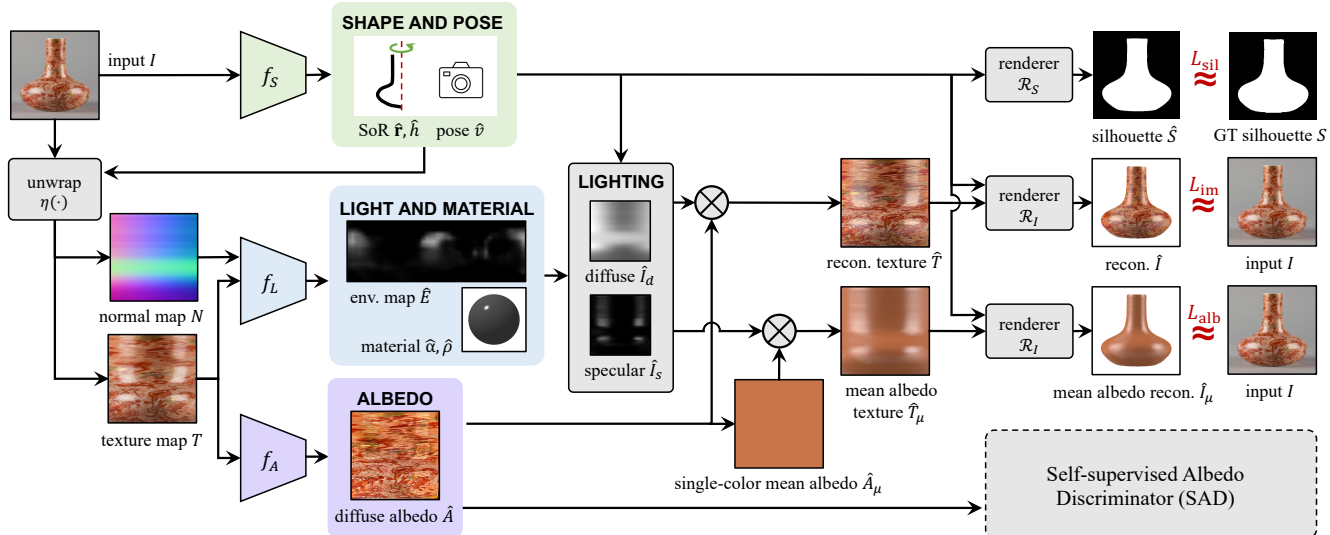 SHAPE AND POSE
input I
f_S
SoR r̂, ĥ
pose v̂
renderer
ℛ_S
L_sil
≈
silhouette Ŝ
GT silhouette S
unwrap
η(·)
LIGHT AND MATERIAL
env. map Ê
material α̂, ρ̂
f_L
normal map N
texture map T
LIGHTING
diffuse Î_d
specular Î_s
⊗
recon. texture T̂
renderer
ℛ_I
L_im
≈
recon. Î
input I
⊗
mean albedo
texture T̂_μ
renderer
ℛ_I
L_alb
≈
mean albedo recon. Î_μ
input I
ALBEDO
f_A
diffuse albedo Â
single-color mean albedo Â_μ
Self-supervised Albedo
Discriminator (SAD)